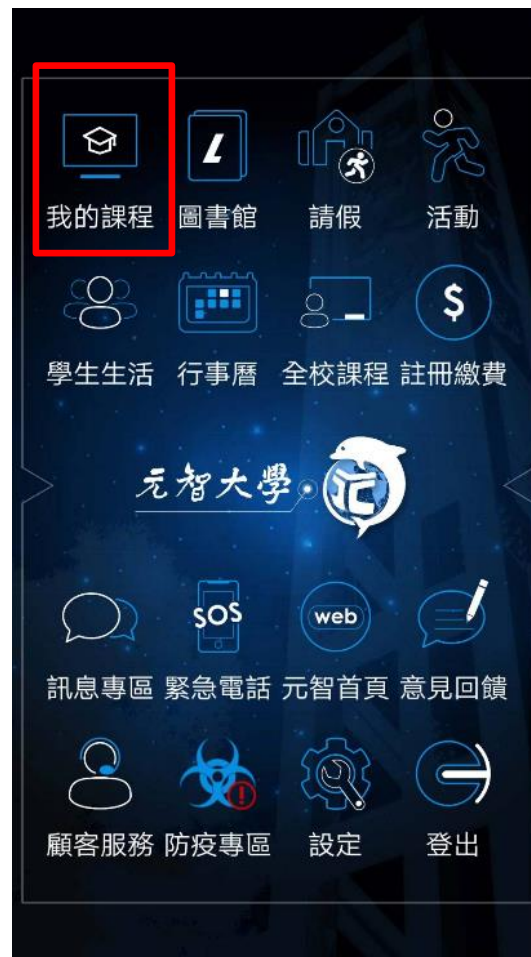 我的課程 圖書館 請假 活動
學生生活 行事曆 全校課程 註冊繳費
元智大學
SOS web
訊息專區 緊急電話 元智首頁 意見回饋
顧客服務 防疫專區 設定 登出